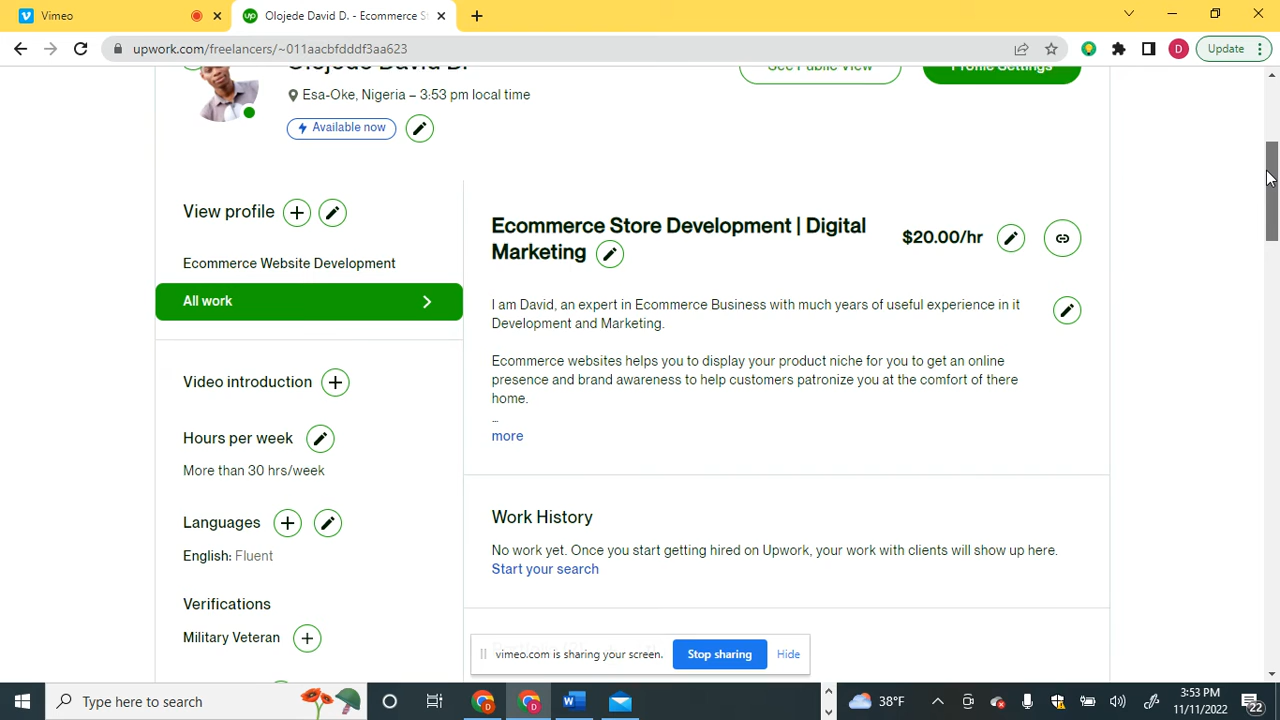 Vimeo
up
Olojede David D. - Ecommerce St
upwork.com/freelancers/~011aacbfdddf3aa623
D
Update
Olojede David D.
See Public View
Profile Settings
Esa-Oke, Nigeria – 3:53 pm local time
Available now
View profile
Ecommerce Website Development
All work
Video introduction
Hours per week
More than 30 hrs/week
Languages
English: Fluent
Verifications
Military Veteran
Ecommerce Store Development | Digital
Marketing
$20.00/hr
I am David, an expert in Ecommerce Business with much years of useful experience in it
Development and Marketing.
Ecommerce websites helps you to display your product niche for you to get an online
presence and brand awareness to help customers patronize you at the comfort of there
home.
...
more
Work History
No work yet. Once you start getting hired on Upwork, your work with clients will show up here.
Start your search
vimeo.com is sharing your screen.
Stop sharing
Hide
Type here to search
38°F
3:53 PM
11/11/2022
22